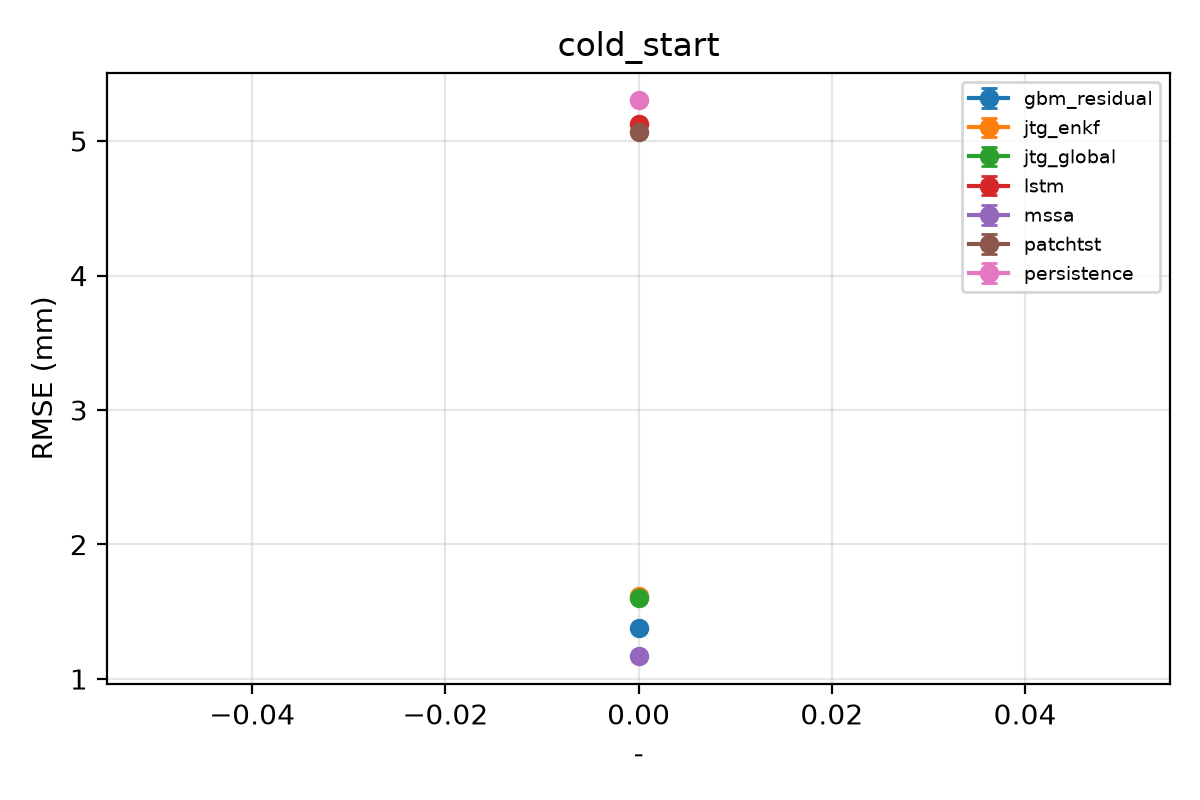 cold_start
gbm_residual
jtg_enkf
jtg_global
lstm
mssa
patchtst
persistence
RMSE (mm)
5
4
3
2
1
−0.04 −0.02 0.00 0.02 0.04
-